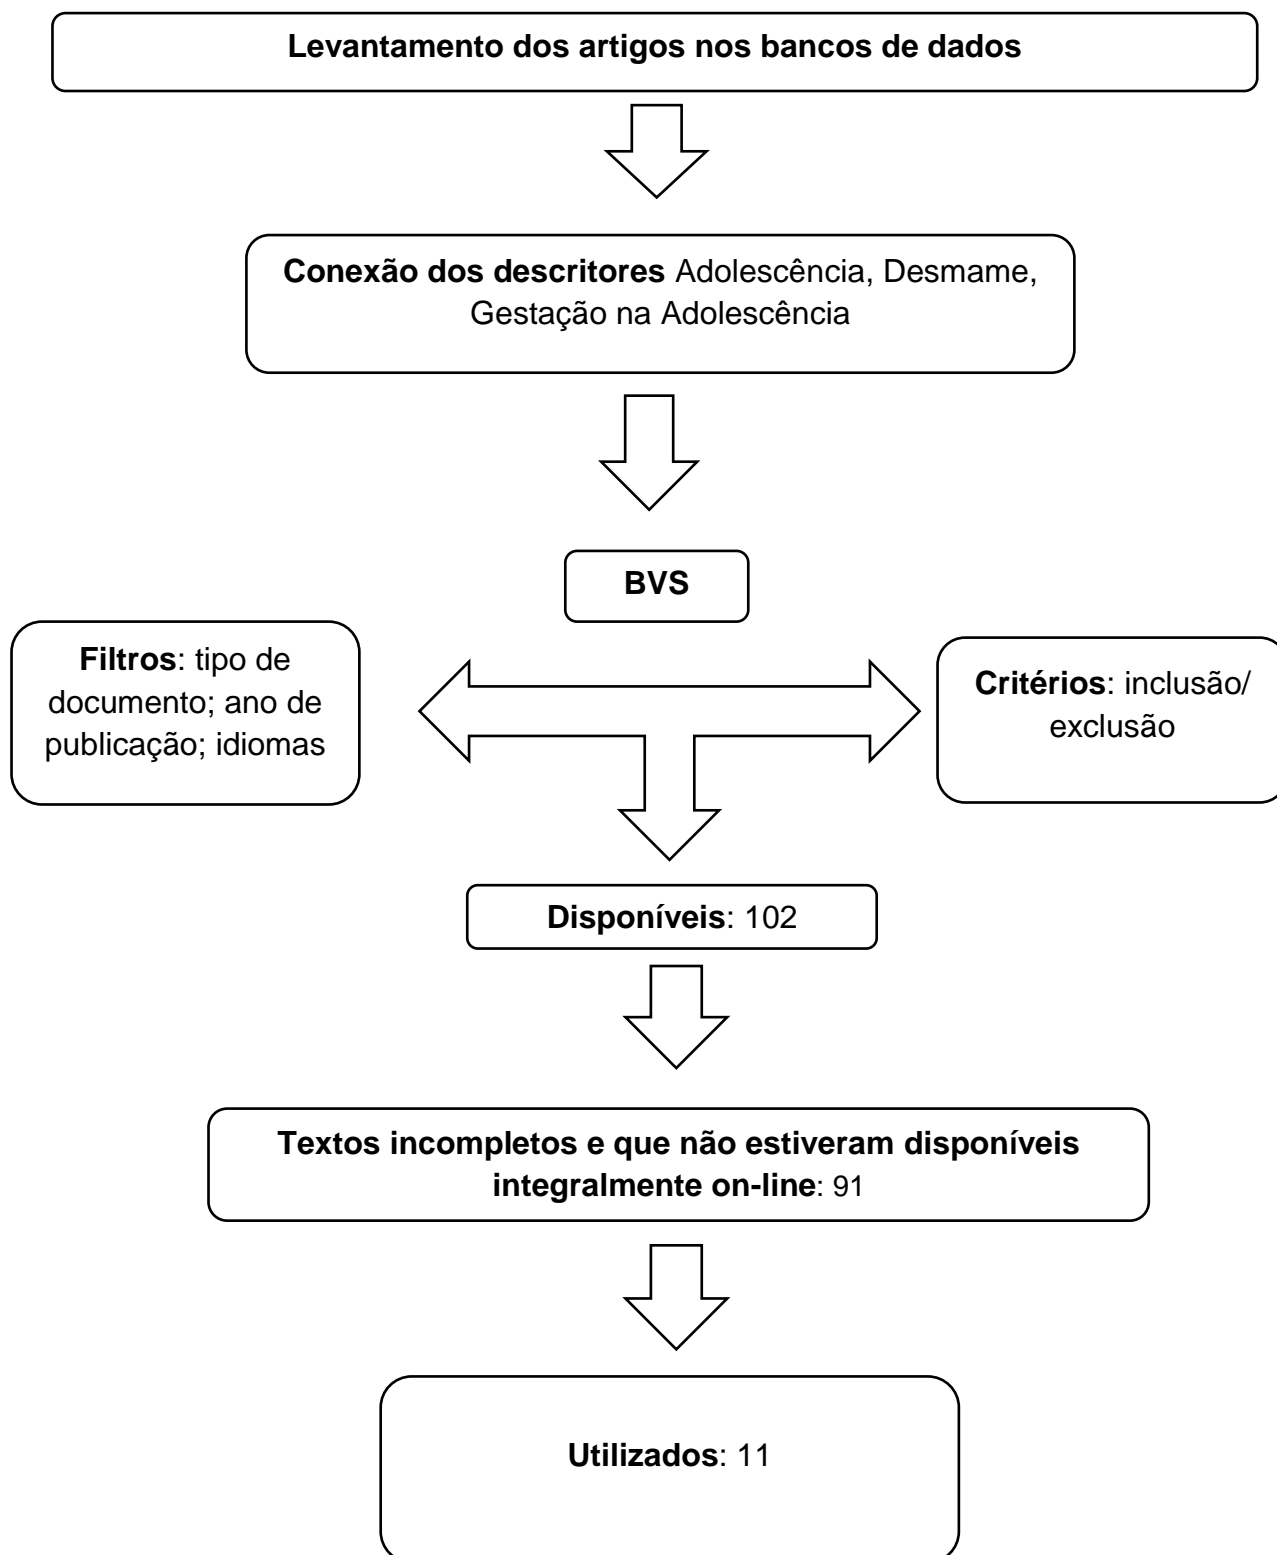 Levantamento dos artigos nos bancos de dados
Conexão dos descritores Adolescência, Desmame,
Gestação na Adolescência
BVS
Filtros: tipo de
documento; ano de
publicação; idiomas
Critérios: inclusão/
exclusão
Disponíveis: 102
Textos incompletos e que não estiveram disponíveis
integralmente on-line: 91
Utilizados: 11